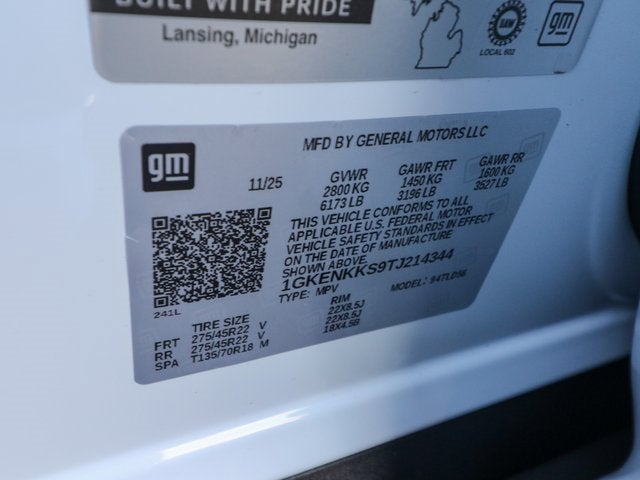 BUILT WITH PRIDE
Lansing, Michigan
UAW
LOCAL 602
gm
gm
MFD BY GENERAL MOTORS LLC
11/25 GVWR GAWR FRT GAWR RR
2800 KG 1450 KG 1600 KG
6173 LB 3196 LB 3527 LB
THIS VEHICLE CONFORMS TO ALL
APPLICABLE U.S. FEDERAL MOTOR
VEHICLE SAFETY STANDARDS IN EFFECT
ON THE DATE OF MANUFACTURE
SHOWN ABOVE.
1GKENKKS9TJ214344
TYPE: MPV MODEL: 94TLD56
241L
TIRE SIZE RIM
FRT 275/45R22 V 22X8.5J
RR 275/45R22 V 22X8.5J
SPA T135/70R18 M 18X4.5B